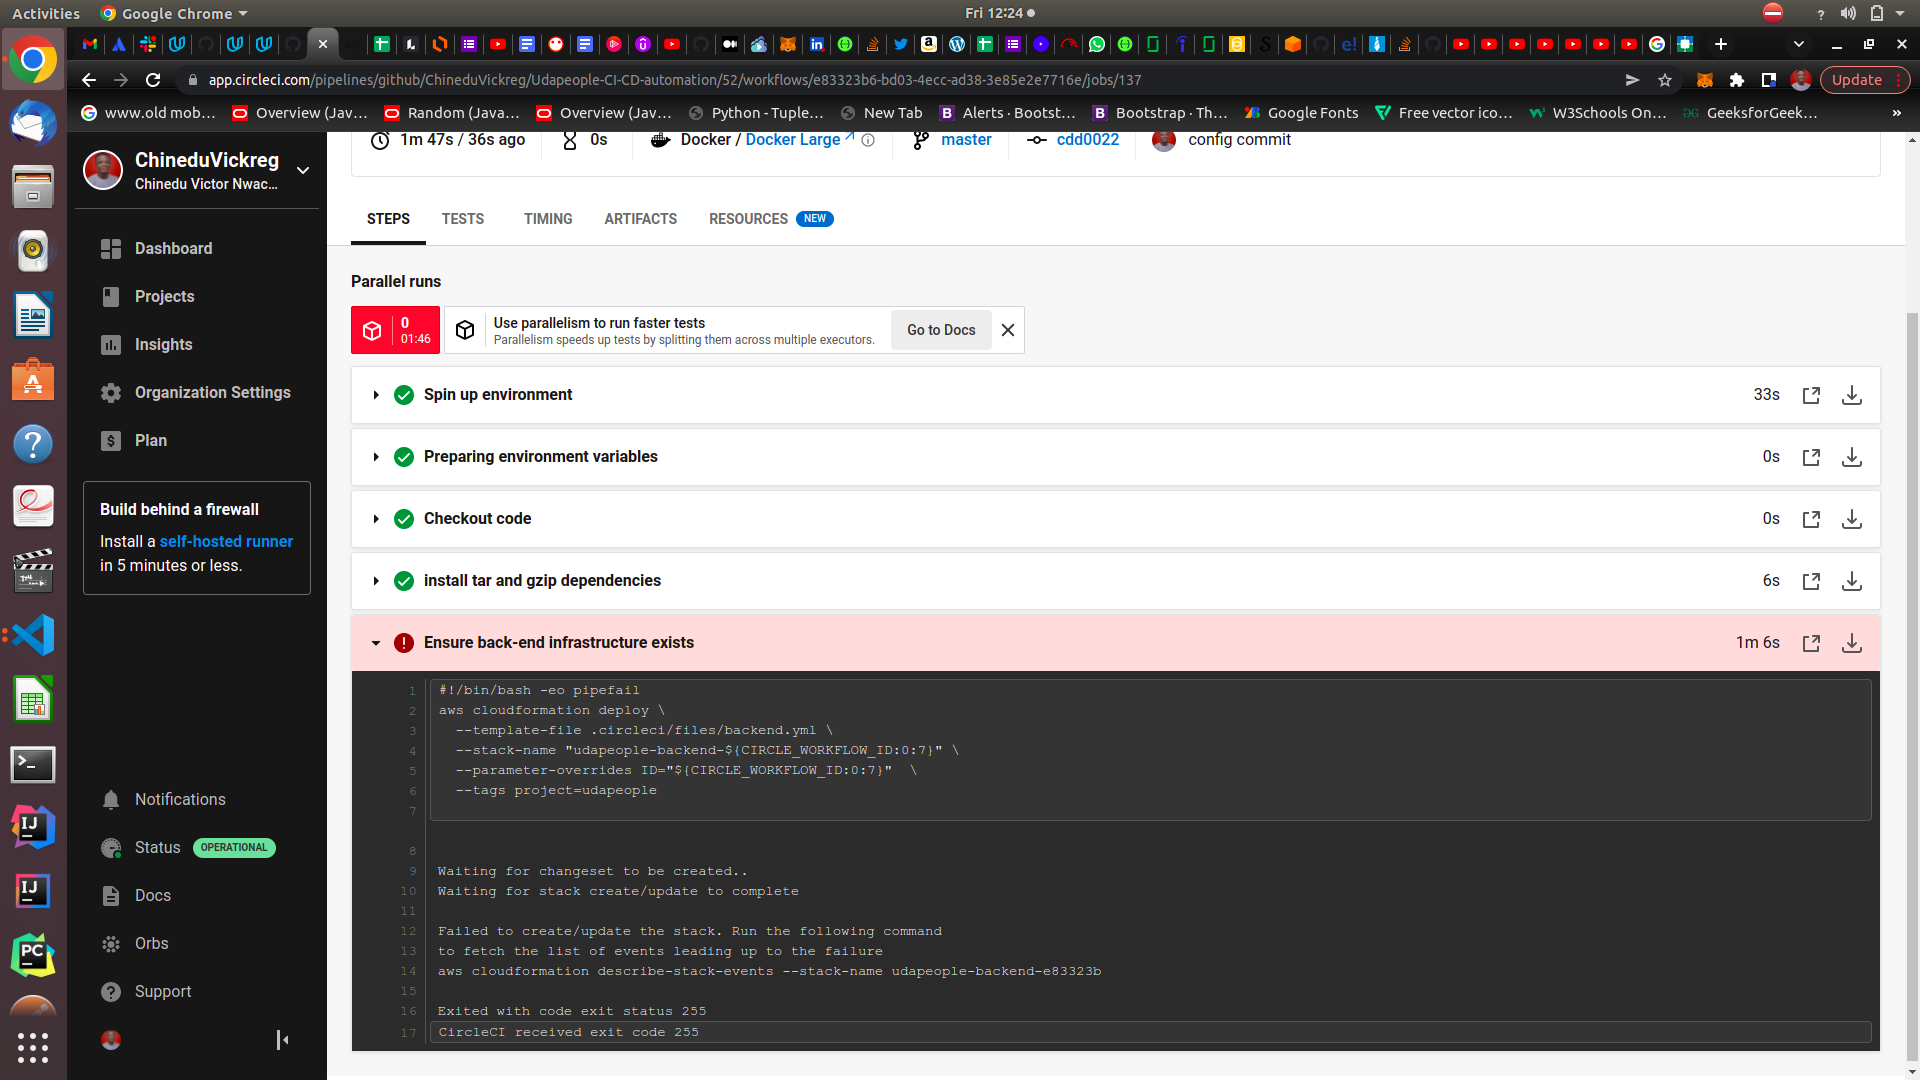 Activities
Google Chrome
Fri 12:24
app.circleci.com/pipelines/github/ChineduVickreg/Udapeople-CI-CD-automation/52/workflows/e83323b6-bd03-4ecc-ad38-3e85e2e7716e/jobs/137
Update
www.old mob…
Overview (Jav…
Random (Java…
Overview (Jav…
Python - Tuple…
New Tab
Alerts · Bootst…
Bootstrap · Th…
Google Fonts
Free vector ico…
W3Schools On…
GeeksforGeek…
»
ChineduVickreg
Chinedu Victor Nwac…
Dashboard
Projects
Insights
Organization Settings
Plan
Build behind a firewall
Install a self-hosted runner
in 5 minutes or less.
Notifications
Status OPERATIONAL
Docs
Orbs
Support
1m 47s / 36s ago
0s
Docker / Docker Large
master
cdd0022
config commit
STEPS
TESTS
TIMING
ARTIFACTS
RESOURCES NEW
Parallel runs
0
01:46
Use parallelism to run faster tests
Parallelism speeds up tests by splitting them across multiple executors.
Go to Docs
Spin up environment 33s
Preparing environment variables 0s
Checkout code 0s
install tar and gzip dependencies 6s
Ensure back-end infrastructure exists 1m 6s
1 #!/bin/bash -eo pipefail
2 aws cloudformation deploy \
3 --template-file .circleci/files/backend.yml \
4 --stack-name "udapeople-backend-${CIRCLE_WORKFLOW_ID:0:7}" \
5 --parameter-overrides ID="${CIRCLE_WORKFLOW_ID:0:7}" \
6 --tags project=udapeople
7
8
9 Waiting for changeset to be created..
10 Waiting for stack create/update to complete
11
12 Failed to create/update the stack. Run the following command
13 to fetch the list of events leading up to the failure
14 aws cloudformation describe-stack-events --stack-name udapeople-backend-e83323b
15
16 Exited with code exit status 255
17 CircleCI received exit code 255